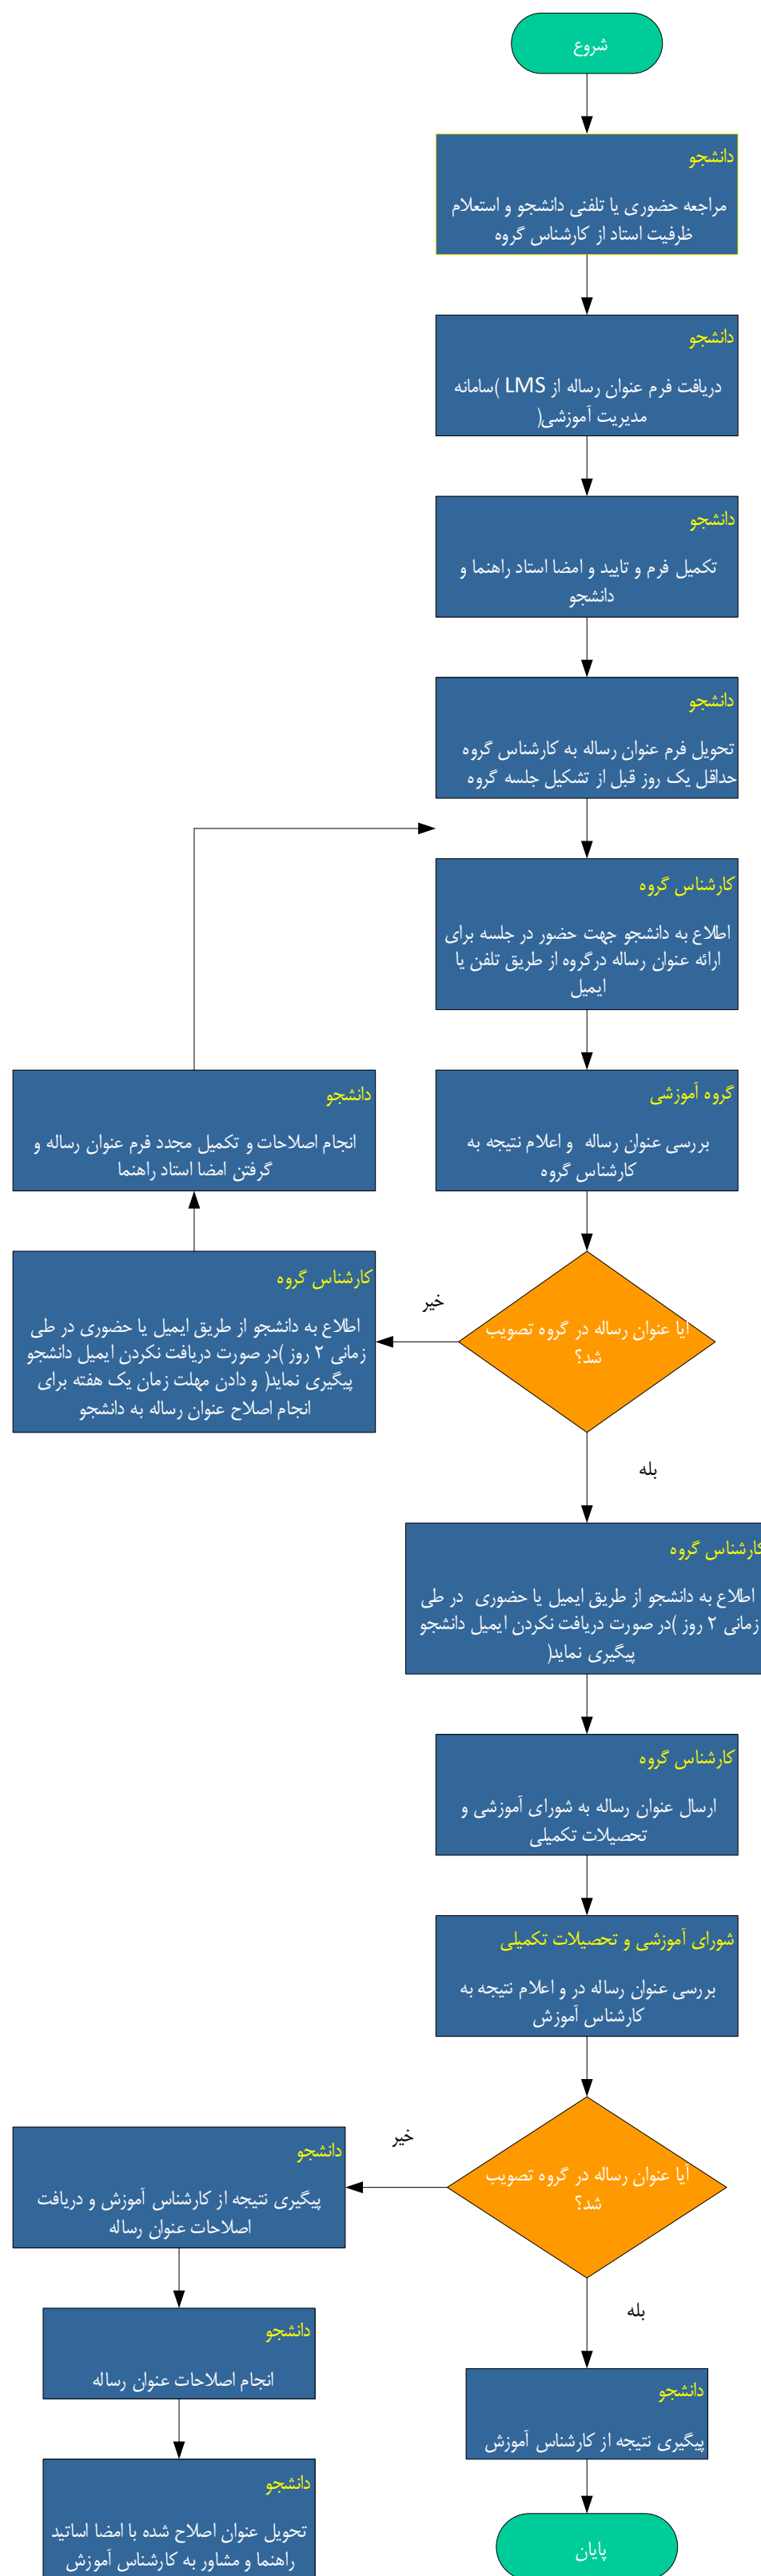 شروع
دانشجو
مراجعه حضوری یا تلفنی دانشجو و استعلام
ظرفیت استاد از کارشناس گروه
دانشجو
دریافت فرم عنوان رساله از LMS )سامانه
مدیریت آموزشی(
دانشجو
تکمیل فرم و تایید و امضا استاد راهنما و
دانشجو
دانشجو
تحویل فرم عنوان رساله به کارشناس گروه
حداقل یک روز قبل از تشکیل جلسه گروه
کارشناس گروه
اطلاع به دانشجو جهت حضور در جلسه برای
ارائه عنوان رساله درگروه از طریق تلفن یا
ایمیل
گروه آموزشی
بررسی عنوان رساله و اعلام نتیجه به
کارشناس گروه
دانشجو
انجام اصلاحات و تکمیل مجدد فرم عنوان رساله و
گرفتن امضا استاد راهنما
آیا عنوان رساله در گروه تصویب
شد؟
خیر
کارشناس گروه
اطلاع به دانشجو از طریق ایمیل یا حضوری در طی
زمانی ۲ روز )در صورت دریافت نکردن ایمیل دانشجو
پیگیری نماید( و دادن مهلت زمان یک هفته برای
انجام اصلاح عنوان رساله به دانشجو
بله
کارشناس گروه
اطلاع به دانشجو از طریق ایمیل یا حضوری در طی
زمانی ۲ روز )در صورت دریافت نکردن ایمیل دانشجو
پیگیری نماید(
کارشناس گروه
ارسال عنوان رساله به شورای آموزشی و
تحصیلات تکمیلی
شورای آموزشی و تحصیلات تکمیلی
بررسی عنوان رساله در و اعلام نتیجه به
کارشناس آموزش
آیا عنوان رساله در گروه تصویب
شد؟
خیر
دانشجو
پیگیری نتیجه از کارشناس آموزش و دریافت
اصلاحات عنوان رساله
بله
دانشجو
انجام اصلاحات عنوان رساله
دانشجو
پیگیری نتیجه از کارشناس آموزش
دانشجو
تحویل عنوان اصلاح شده با امضا اساتید
راهنما و مشاور به کارشناس آموزش
پایان